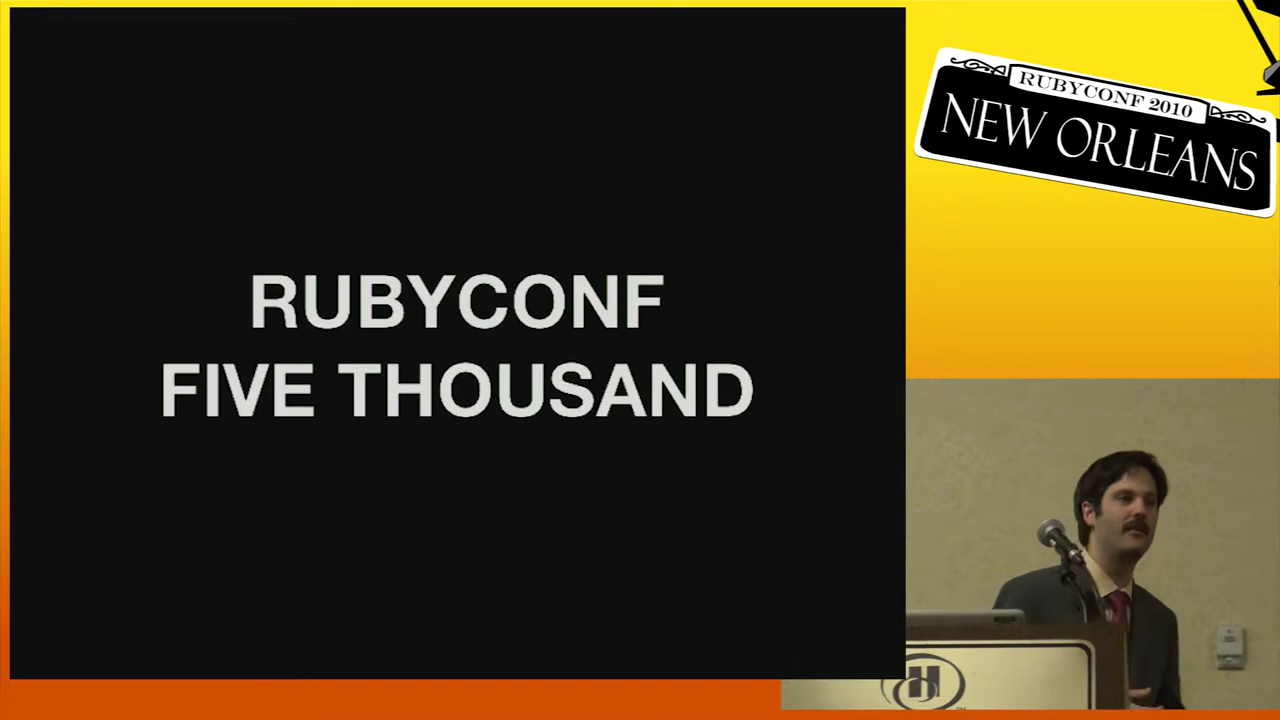 RUBYCONF
FIVE THOUSAND
RUBYCONF 2010
NEW ORLEANS
H